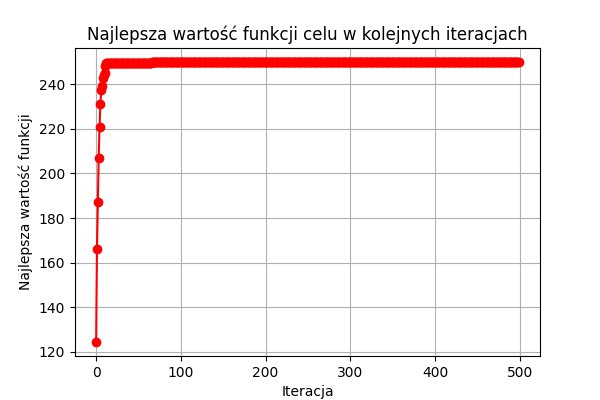 Najlepsza wartość funkcji celu w kolejnych iteracjach
Najlepsza wartość funkcji
240
220
200
180
160
140
120
0 100 200 300 400 500
Iteracja